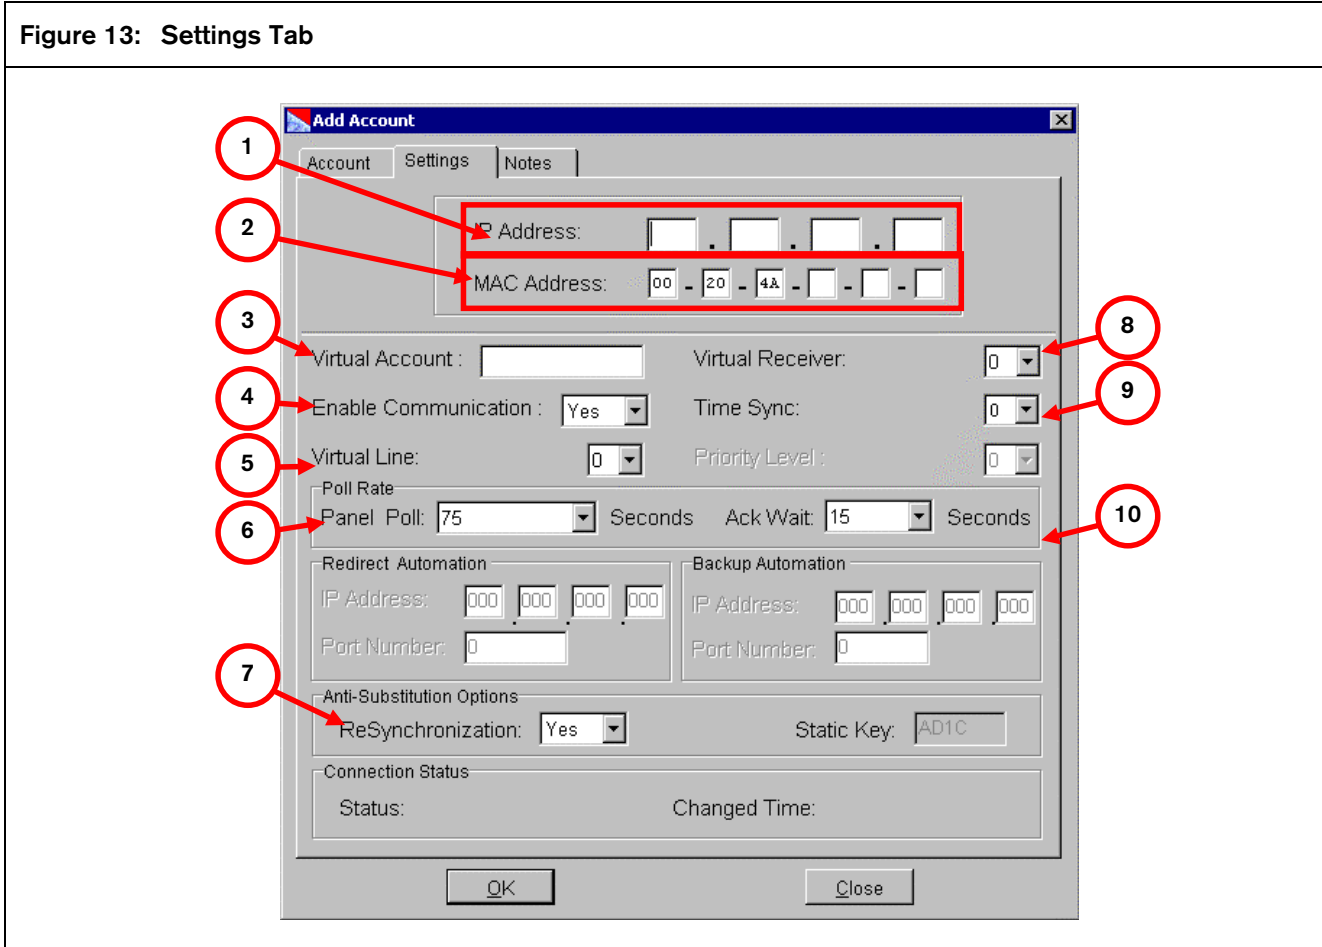 Figure 13: Settings Tab
Add Account
Account Settings Notes
1
IP Address: . . .
2
MAC Address: 00 - 20 - 4A - - -
3
Virtual Account :
Virtual Receiver: 0
8
4
Enable Communication : Yes
Time Sync: 0
9
5
Virtual Line: 0
Priority Level : 0
Poll Rate
6
Panel Poll: 75 Seconds Ack Wait: 15 Seconds
10
Redirect Automation
IP Address: 000 . 000 . 000 . 000
Port Number: 0
Backup Automation
IP Address: 000 . 000 . 000 . 000
Port Number: 0
7
Anti-Substitution Options
ReSynchronization: Yes
Static Key: AD1C
Connection Status
Status:
Changed Time:
OK
Close